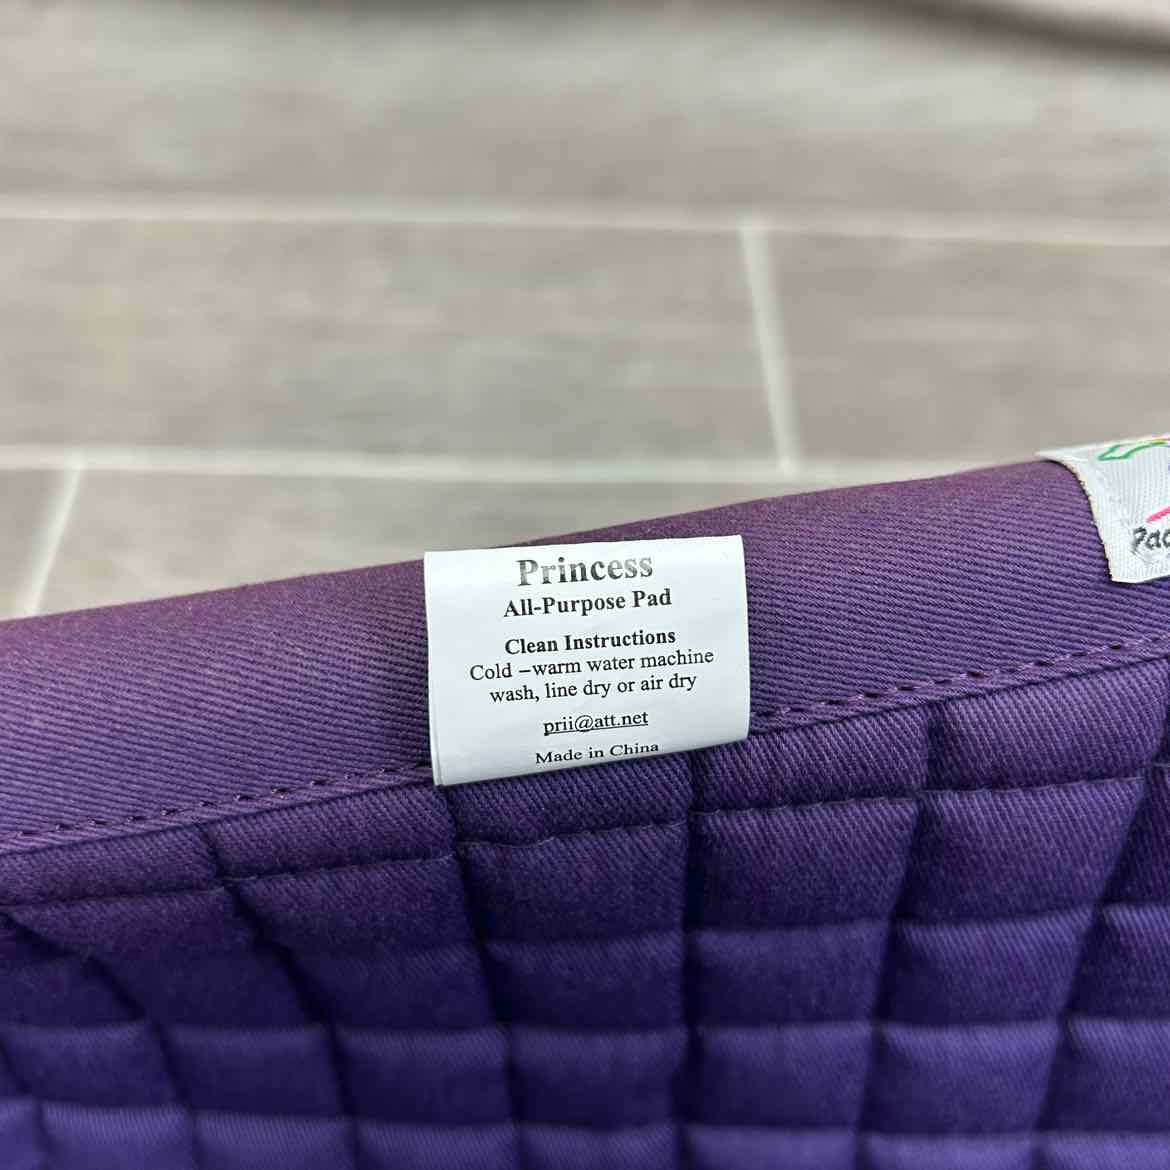 Princess
All-Purpose Pad
Clean Instructions
Cold –warm water machine
wash, line dry or air dry
prii@att.net
Made in China